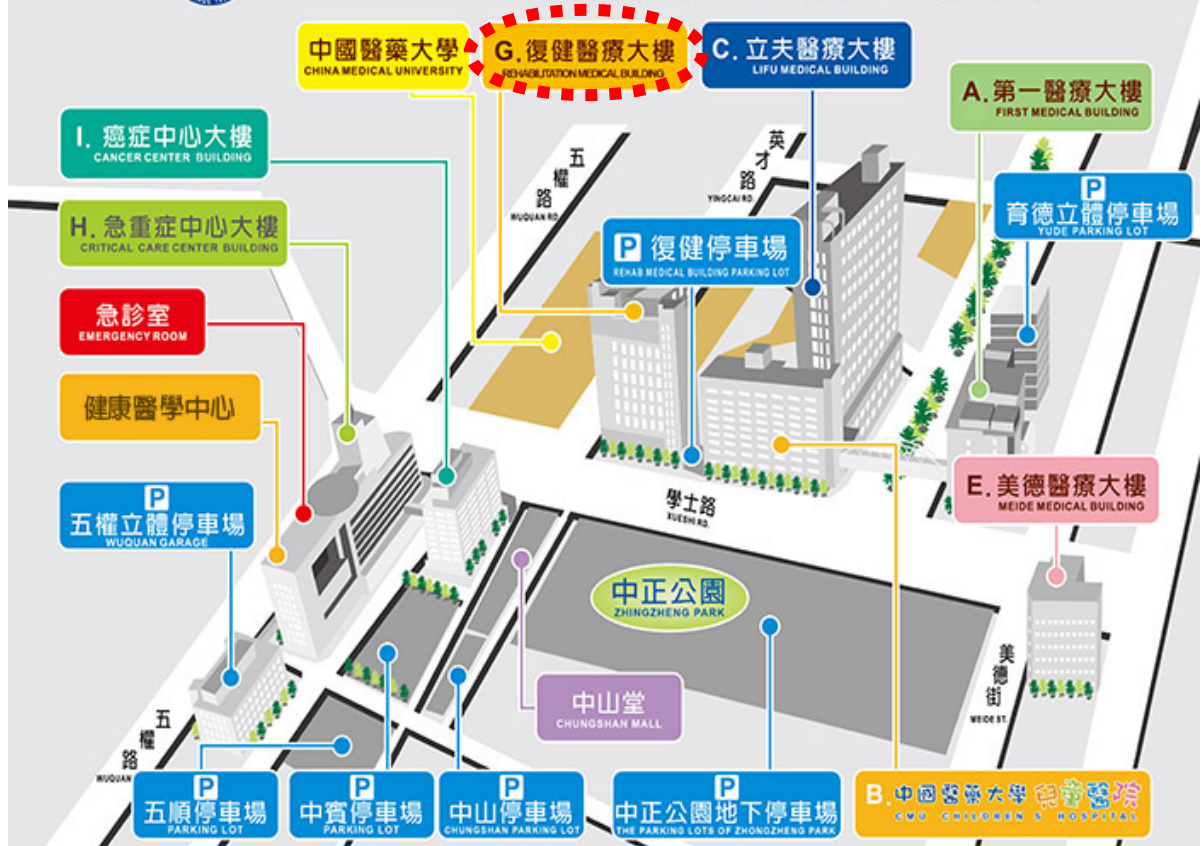 中國醫藥大學
CHINA MEDICAL UNIVERSITY
G.復健醫療大樓
REHABILITATION MEDICAL BUILDING
C.立夫醫療大樓
LIFU MEDICAL BUILDING
A.第一醫療大樓
FIRST MEDICAL BUILDING
I. 癌症中心大樓
CANCER CENTER BUILDING
五權路
WUQUAN RD.
英才路
YINGCAI RD.
P
育德立體停車場
YUDE PARKING LOT
H. 急重症中心大樓
CRITICAL CARE CENTER BUILDING
P 復健停車場
REHAB MEDICAL BUILDING PARKING LOT
急診室
EMERGENCY ROOM
健康醫學中心
E.美德醫療大樓
MEIDE MEDICAL BUILDING
學士路
XUESHI RD.
P
五權立體停車場
WUQUAN GARAGE
中正公園
ZHINGZHENG PARK
美德街
MEIDE ST.
中山堂
CHUNGSHAN MALL
五權路
WUQUAN
P
五順停車場
PARKING LOT
P
中賓停車場
PARKING LOT
P
中山停車場
CHUNGSHAN PARKING LOT
P
中正公園地下停車場
THE PARKING LOTS OF ZHONGZHENG PARK
B.中國醫藥大學 兒童醫院
CMU CHILDREN S HOSPITAL